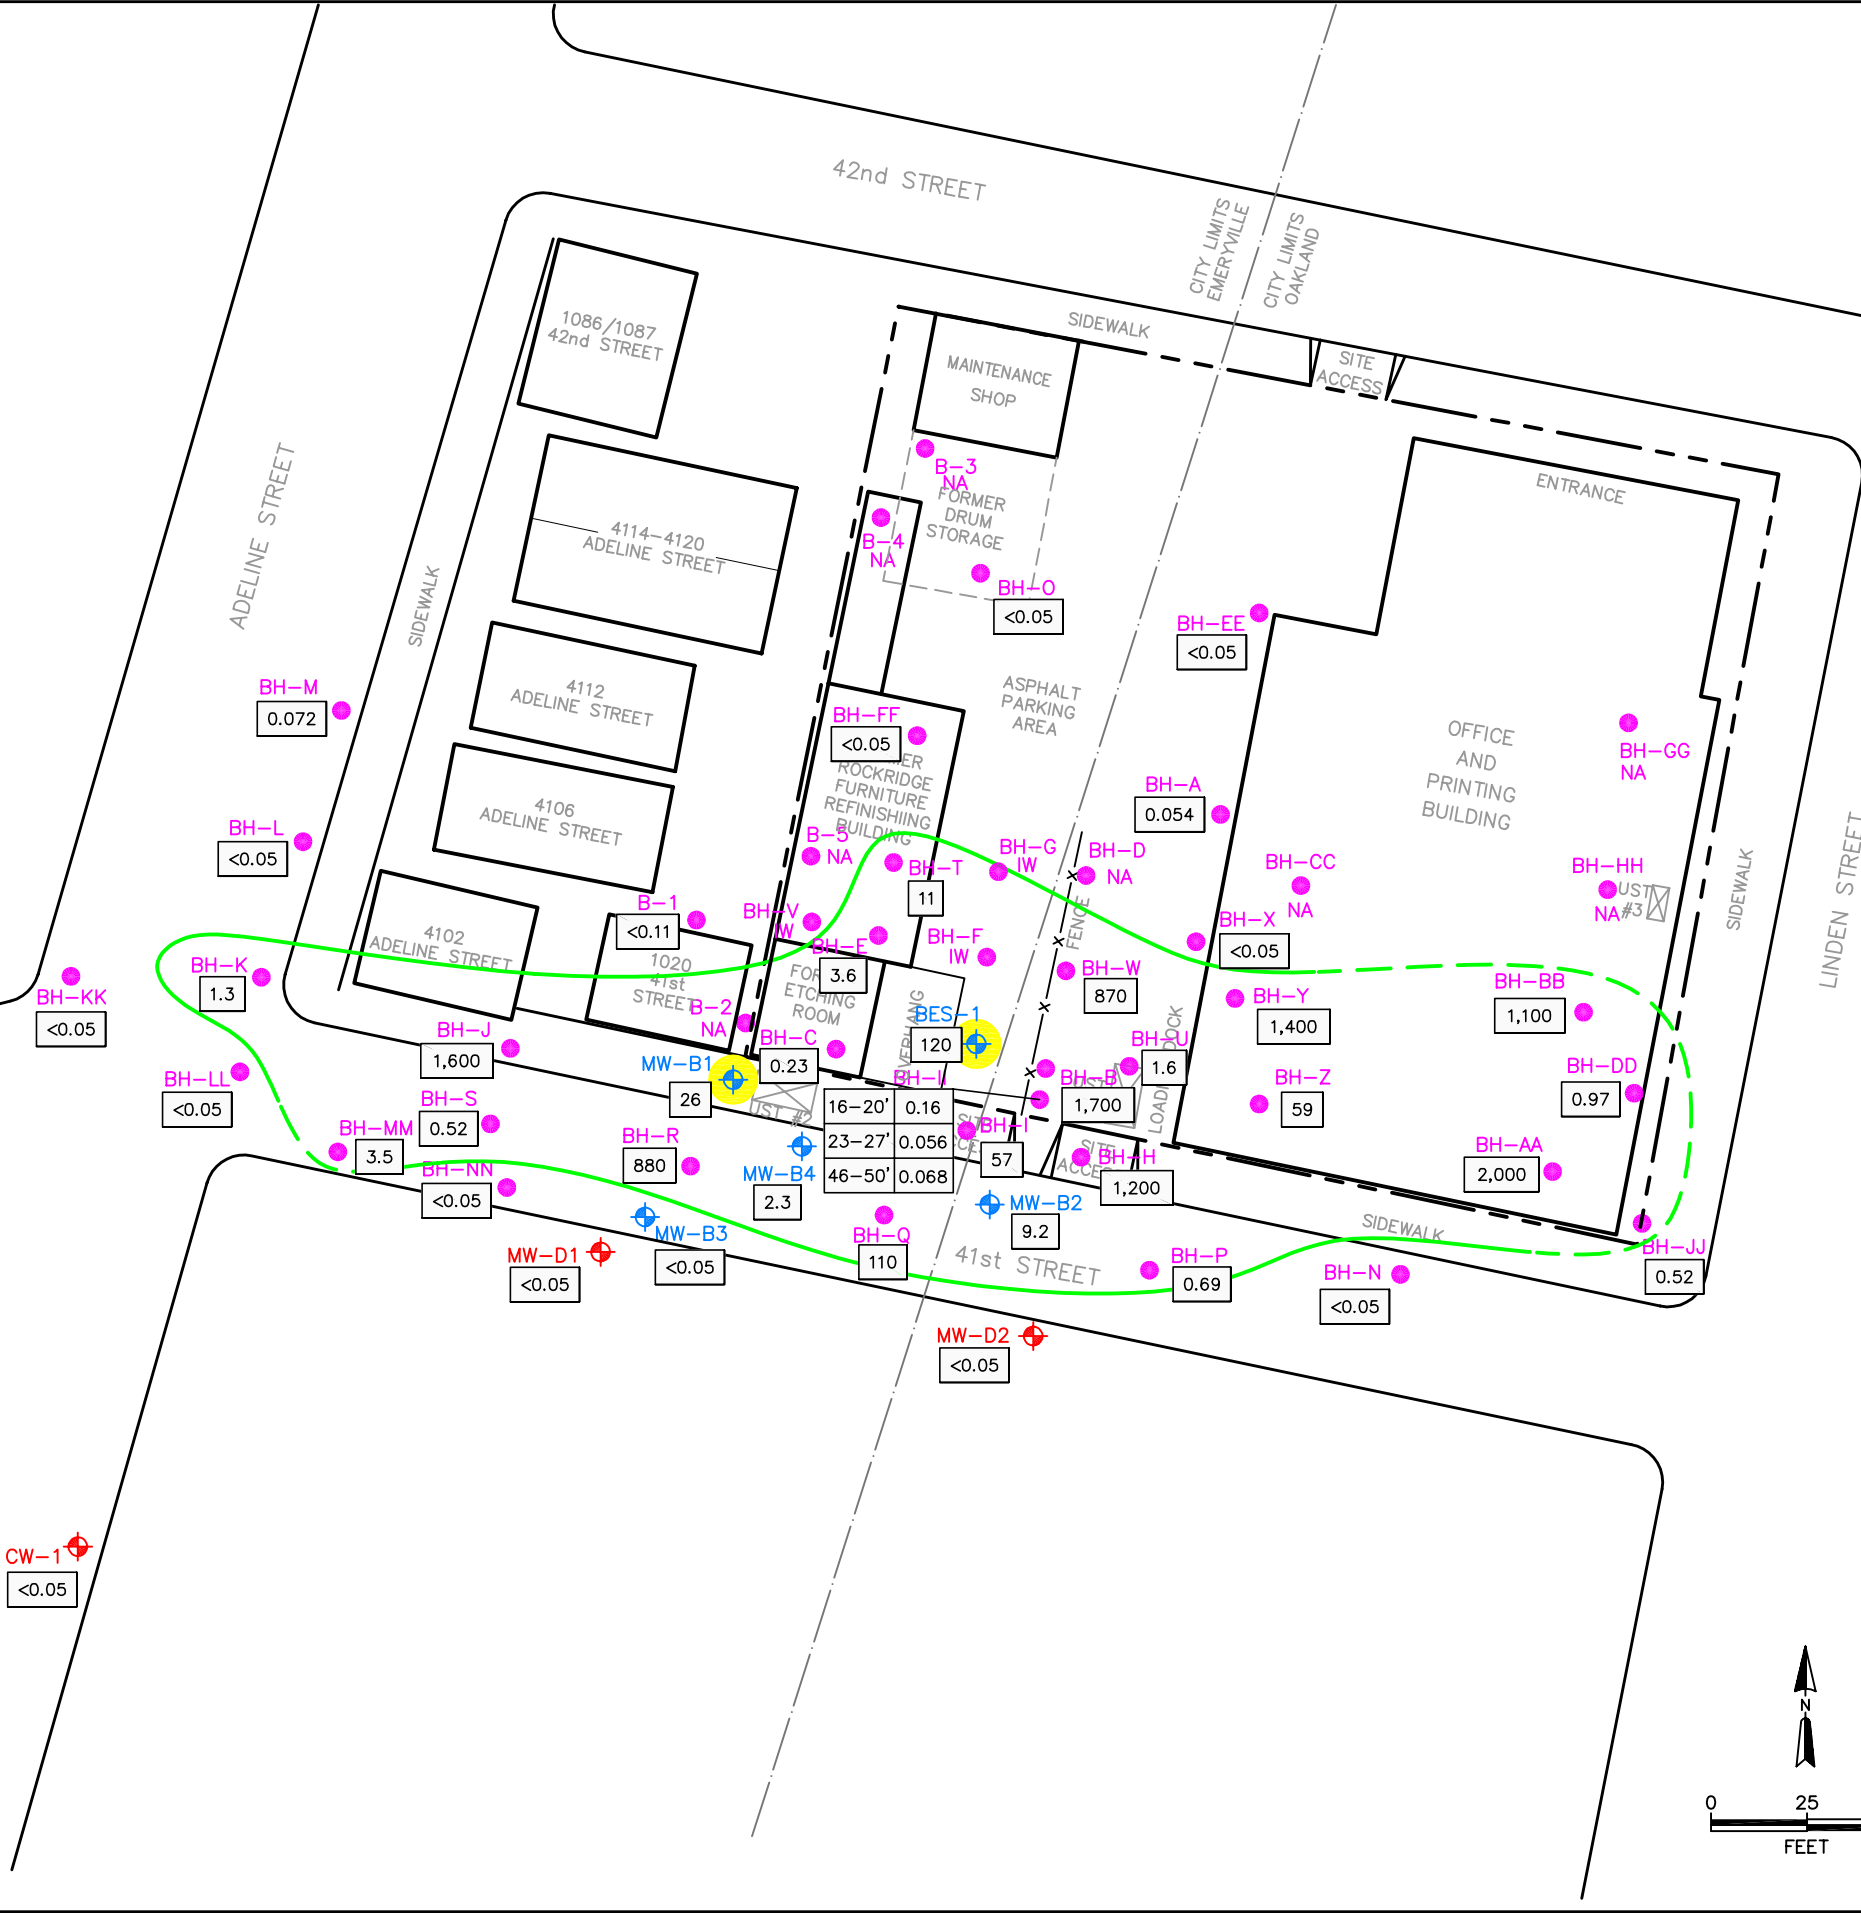 42nd STREET
CITY LIMITS
EMERYVILLE
CITY LIMITS
OAKLAND
SIDEWALK
SITE
ACCESS
1086/1087
42nd STREET
MAINTENANCE
SHOP
B-3
NA
FORMER
DRUM
STORAGE
ENTRANCE
ADELINE STREET
SIDEWALK
4114-4120
ADELINE STREET
B-4
NA
BH-O
<0.05
BH-EE
<0.05
BH-M
0.072
4112
ADELINE STREET
ASPHALT
PARKING
AREA
BH-FF
<0.05
ROCKRIDGE
FURNITURE
REFINISHIING
BUILDING
OFFICE
AND
PRINTING
BUILDING
BH-GG
NA
BH-A
0.054
4106
ADELINE STREET
BH-L
<0.05
B-5
NA
BH-T
11
BH-G
IW
BH-D
NA
BH-CC
NA
BH-HH
NA
UST
#3
SIDEWALK
LINDEN STREET
B-1
<0.11
BH-V
IW
BH-E
3.6
BH-F
IW
FENCE
BH-X
<0.05
4102
ADELINE STREET
1020
41st
STREET
ETCHING
ROOM
BH-K
1.3
BH-KK
<0.05
BH-W
870
BH-Y
1,400
BH-BB
1,100
B-2
NA
BES-1
120
BH-J
1,600
BH-C
0.23
MW-B1
26
UST #2
BH-U
1.6
BH-II
16-20' 0.16
23-27' 0.056
46-50' 0.068
BH-B
1,700
BH-Z
59
BH-DD
0.97
BH-LL
<0.05
BH-S
0.52
BH-MM
3.5
BH-R
880
BH-I
57
BH-H
1,200
SITE
BH-AA
2,000
BH-NN
<0.05
MW-B4
2.3
MW-B2
9.2
MW-B3
<0.05
BH-Q
110
MW-D1
<0.05
41st STREET
BH-P
0.69
SIDEWALK
BH-N
<0.05
BH-JJ
0.52
MW-D2
<0.05
CW-1
<0.05
N
0 25
FEET